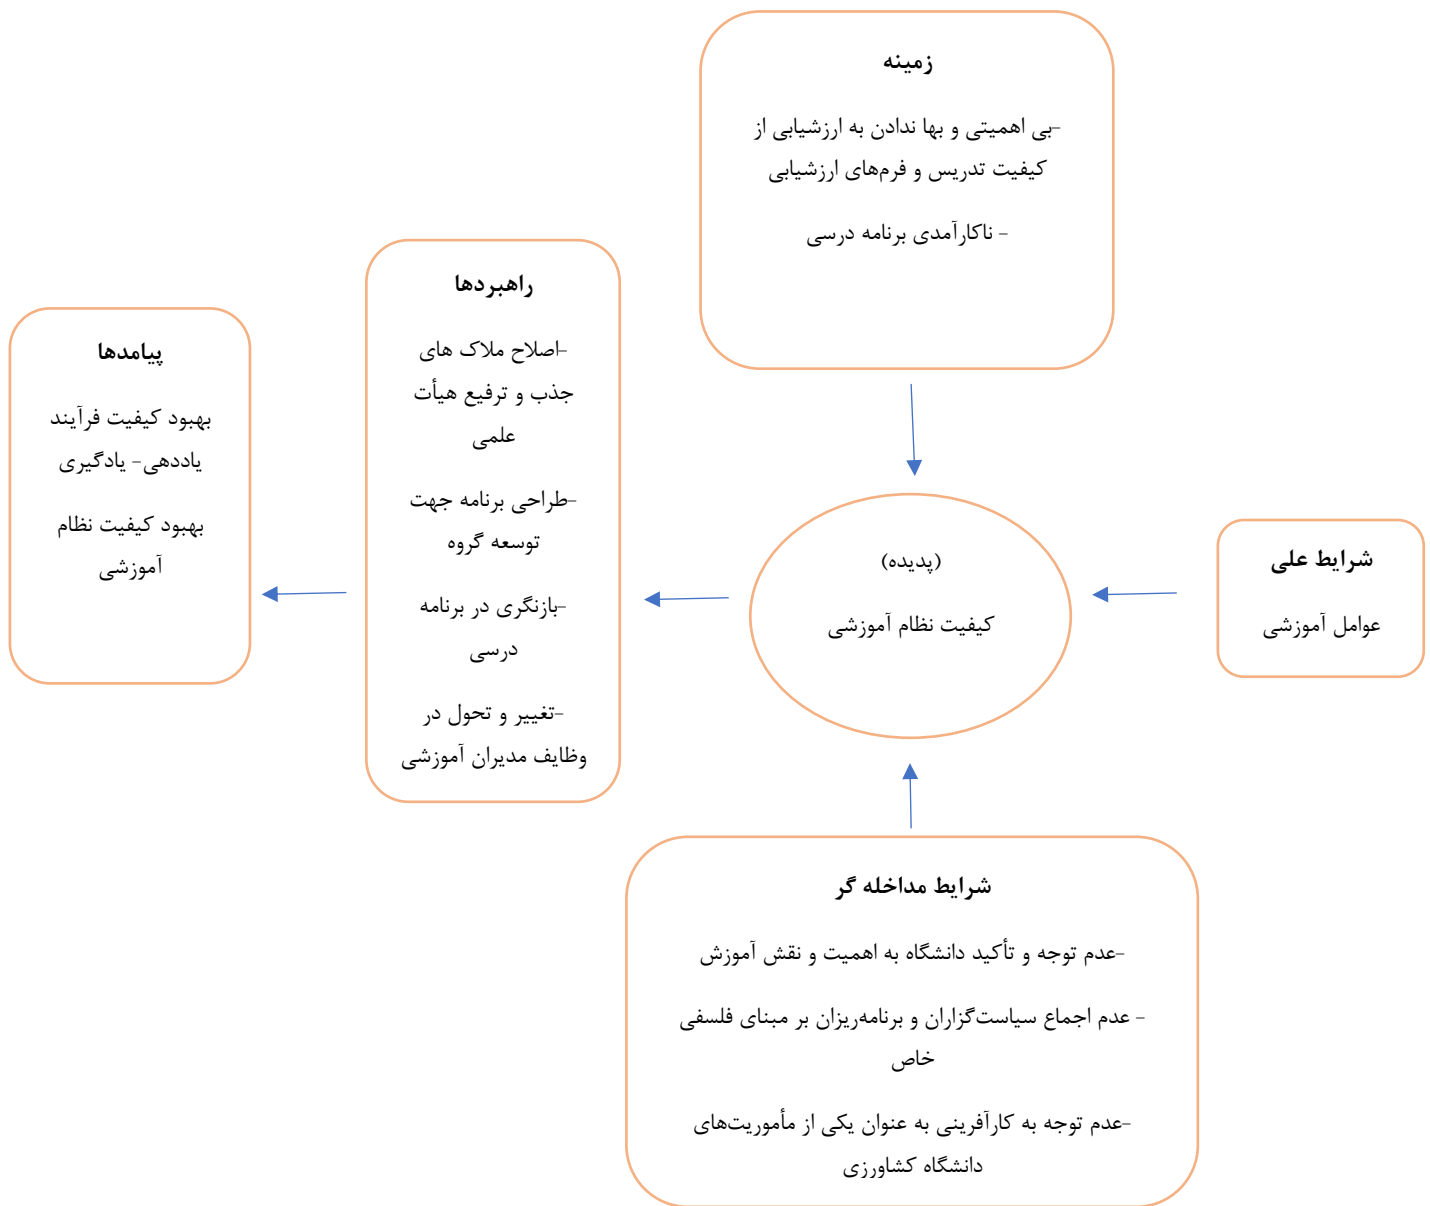 زمینه
-بی اهمیتی و بها ندادن به ارزشیابی از
کیفیت تدریس و فرم‌های ارزشیابی
- ناکارآمدی برنامه درسی
راهبردها
-اصلاح ملاک های
جذب و ترفیع هیأت
علمی
-طراحی برنامه جهت
توسعه گروه
-بازنگری در برنامه
درسی
-تغییر و تحول در
وظایف مدیران آموزشی
پیامدها
بهبود کیفیت فرآیند
یاددهی- یادگیری
بهبود کیفیت نظام
آموزشی
(پدیده)
کیفیت نظام آموزشی
شرایط علی
عوامل آموزشی
شرایط مداخله گر
-عدم توجه و تأکید دانشگاه به اهمیت و نقش آموزش
- عدم اجماع سیاست‌گزاران و برنامه‌ریزان بر مبنای فلسفی
خاص
-عدم توجه به کارآفرینی به عنوان یکی از مأموریت‌های
دانشگاه کشاورزی